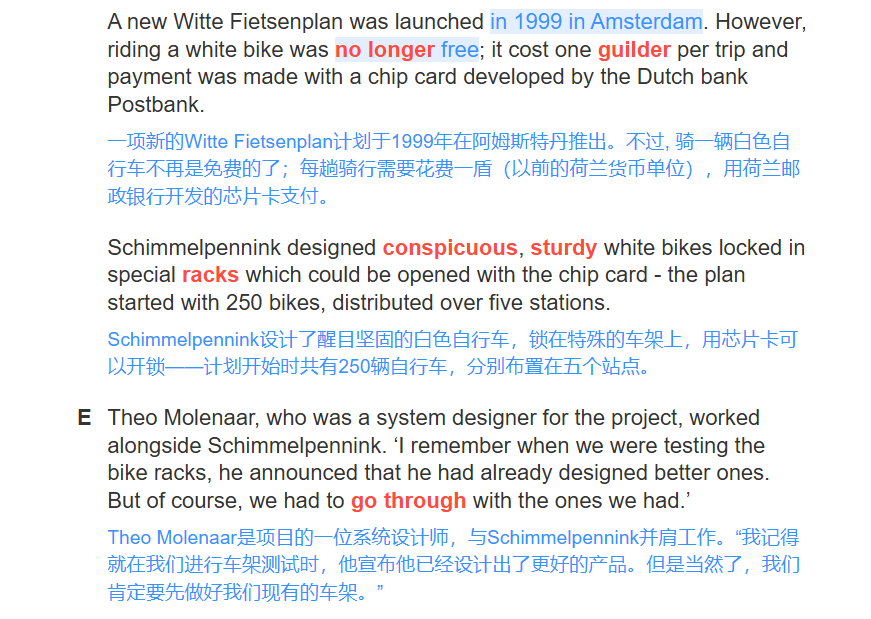 A new Witte Fietsenplan was launched in 1999 in Amsterdam. However,
riding a white bike was no longer free; it cost one guilder per trip and
payment was made with a chip card developed by the Dutch bank
Postbank.
一项新的Witte Fietsenplan计划于1999年在阿姆斯特丹推出。不过, 骑一辆白色自
行车不再是免费的了；每趟骑行需要花费一盾（以前的荷兰货币单位），用荷兰邮
政银行开发的芯片卡支付。
Schimmelpennink designed conspicuous, sturdy white bikes locked in
special racks which could be opened with the chip card - the plan
started with 250 bikes, distributed over five stations.
Schimmelpennink设计了醒目坚固的白色自行车，锁在特殊的车架上，用芯片卡可
以开锁——计划开始时共有250辆自行车，分别布置在五个站点。
E Theo Molenaar, who was a system designer for the project, worked
alongside Schimmelpennink. ‘I remember when we were testing the
bike racks, he announced that he had already designed better ones.
But of course, we had to go through with the ones we had.’
Theo Molenaar是项目的一位系统设计师，与Schimmelpennink并肩工作。“我记得
就在我们进行车架测试时，他宣布他已经设计出了更好的产品。但是当然了，我们
肯定要先做好我们现有的车架。”